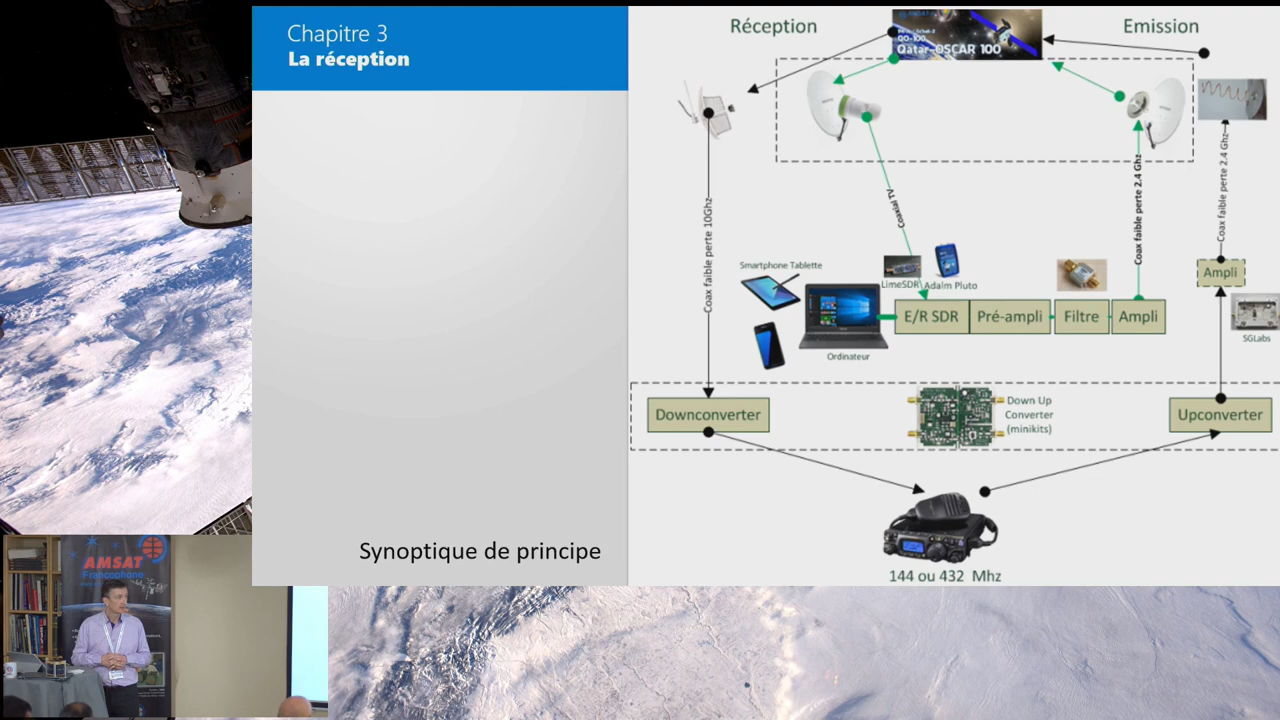 Chapitre 3
La réception
Synoptique de principe
Réception
Emission
QO-100
Qatar-OSCAR 100
Coax faible perte 10Ghz
Coaxial TV
Coax faible perte 2.4 Ghz
Coax faible perte 2.4 Ghz
Smartphone Tablette
LimeSDR
Adalm Pluto
Ordinateur
E/R SDR
Pré-ampli
Filtre
Ampli
Ampli
SGLabs
Downconverter
Down Up
Converter
(minikits)
Upconverter
144 ou 432 Mhz
AMSAT
Francophone